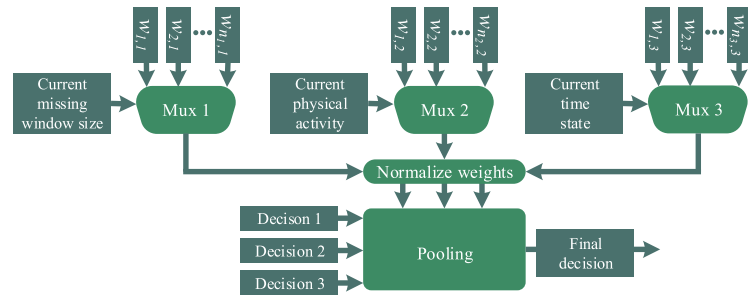 W1,1 W2,1 ••• Wn1,1
W1,2 W2,2 ••• Wn2,2
W1,3 W2,3 ••• Wn3,3
Current
missing
window size
Mux 1
Current
physical
activity
Mux 2
Current
time
state
Mux 3
Normalize weights
Decison 1
Decision 2
Decision 3
Pooling
Final
decision